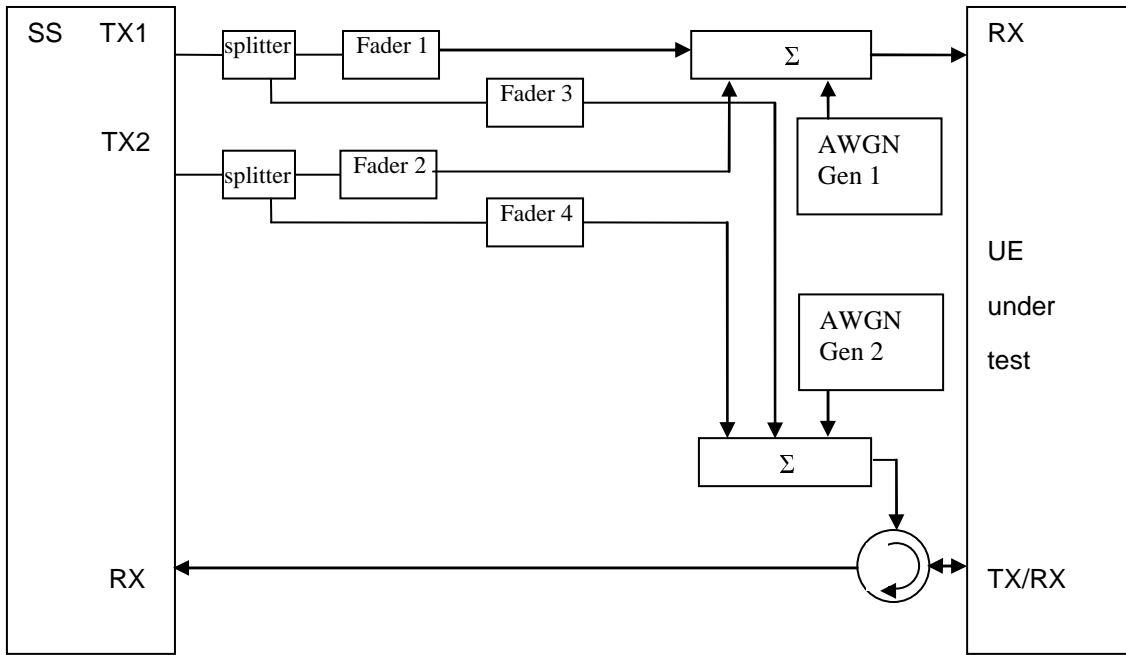 SS TX1
splitter
Fader 1
Σ
RX
Fader 3
TX2
AWGN
Gen 1
splitter
Fader 2
Fader 4
UE
under
test
AWGN
Gen 2
Σ
RX
TX/RX